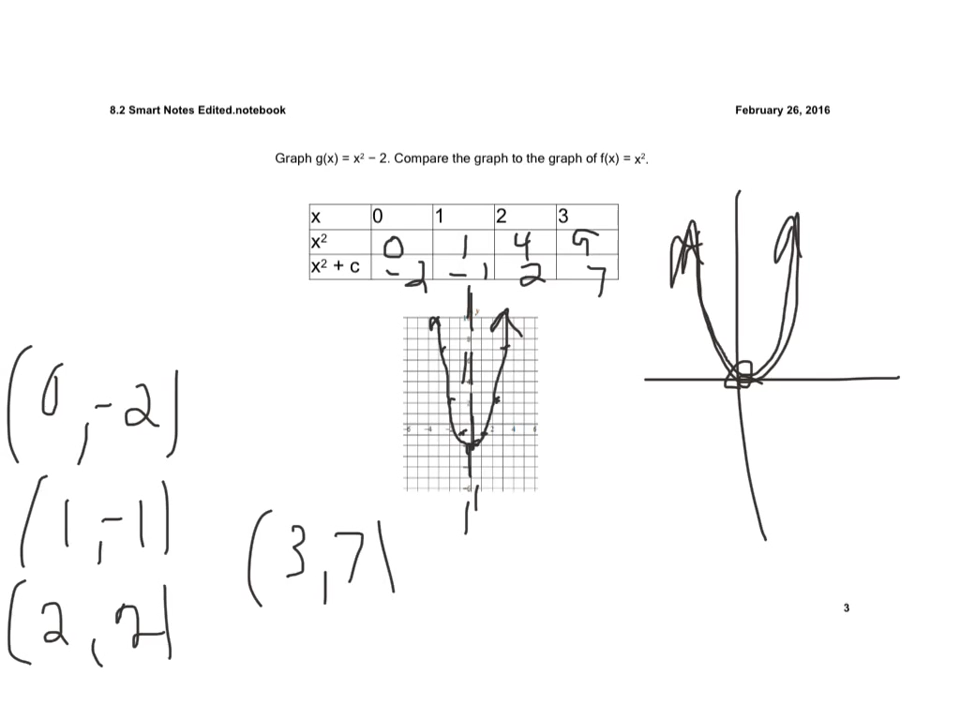 8.2 Smart Notes Edited.notebook February 26, 2016
Graph g(x) = x² – 2. Compare the graph to the graph of f(x) = x².
x 0 1 2 3
x² 0 1 4 9
x² + c -2 -1 2 7
(0,-2)
(1,-1)
(3,7)
(2,2)
3